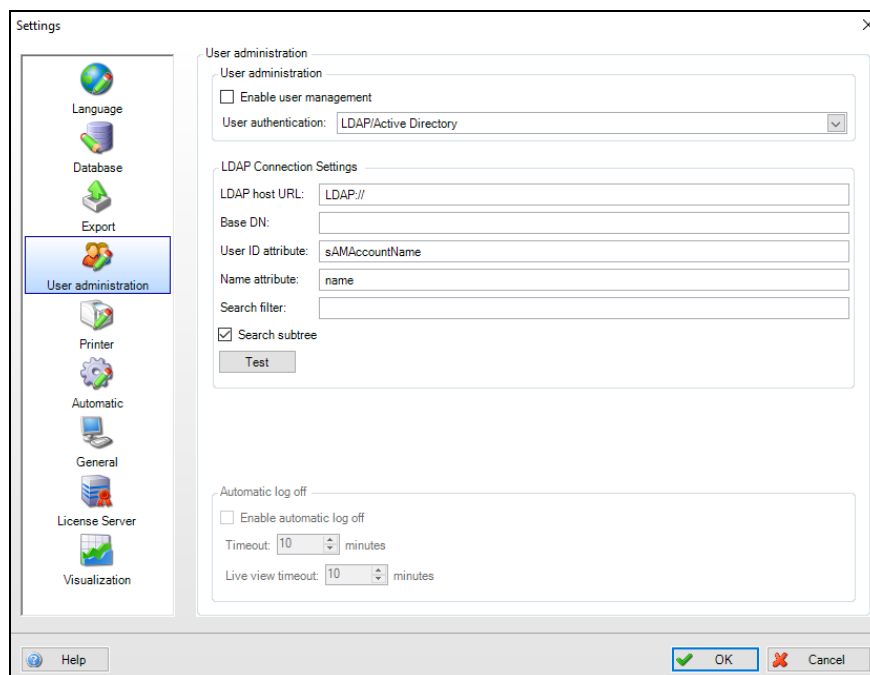 Settings
Language
Database
Export
User administration
Printer
Automatic
General
License Server
Visualization
User administration
User administration
Enable user management
User authentication: LDAP/Active Directory
LDAP Connection Settings
LDAP host URL: LDAP://
Base DN:
User ID attribute: sAMAccountName
Name attribute: name
Search filter:
Search subtree
Test
Automatic log off
Enable automatic log off
Timeout: 10 minutes
Live view timeout: 10 minutes
Help
OK
Cancel